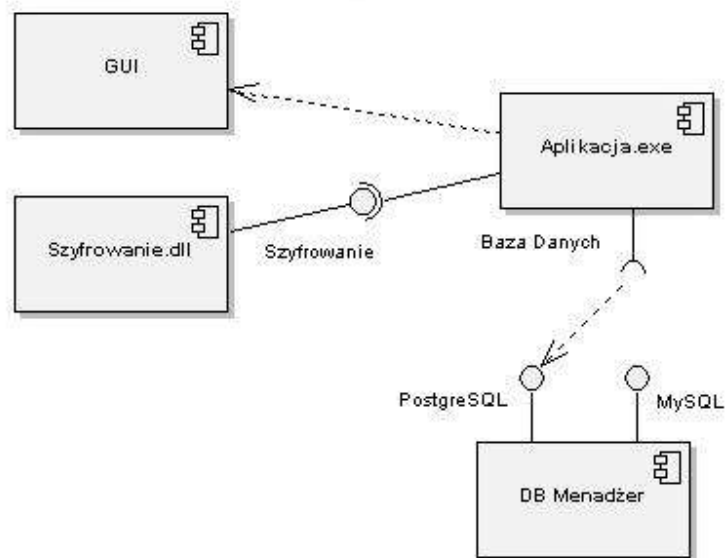 GUI
Aplikacja.exe
Szyfrowanie.dll
Szyfrowanie
Baza Danych
PostgreSQL
MySQL
DB Menadżer